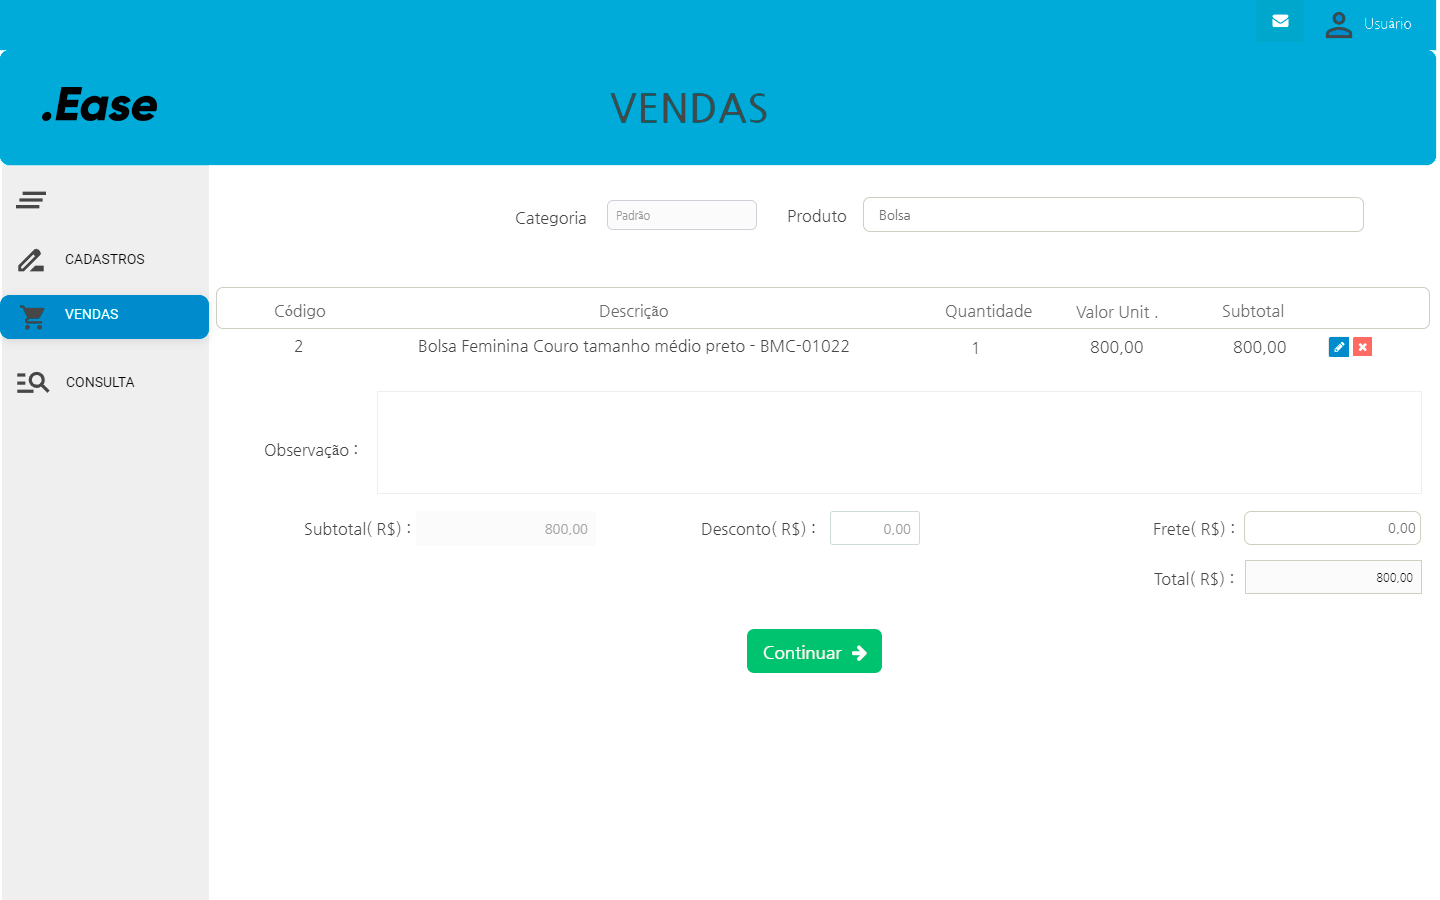 Usuário
.Ease
VENDAS
Categoria Padrão Produto Bolsa
CADASTROS
VENDAS
CONSULTA
Código Descrição Quantidade Valor Unit . Subtotal
2 Bolsa Feminina Couro tamanho médio preto - BMC-01022 1 800,00 800,00
Observação :
Subtotal( R$) : 800,00 Desconto( R$) : 0,00 Frete( R$) : 0,00
Total( R$) : 800,00
Continuar